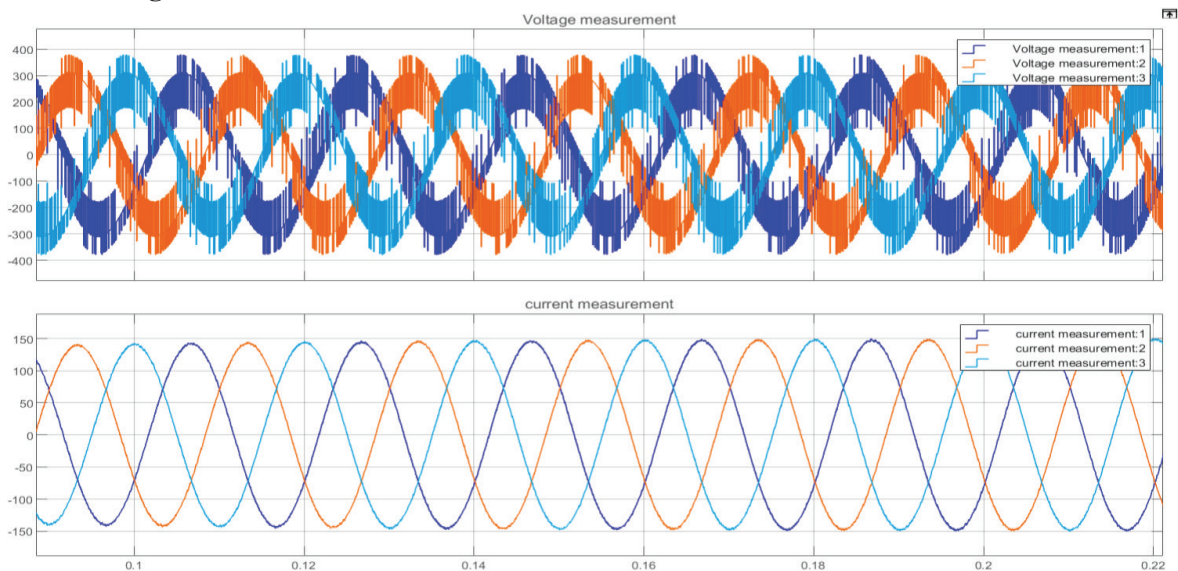 Voltage measurement
400
300
200
100
0
-100
-200
-300
-400
Voltage measurement:1
Voltage measurement:2
Voltage measurement:3
current measurement
150
100
50
0
-50
-100
-150
current measurement:1
current measurement:2
current measurement:3
0.1
0.12
0.14
0.16
0.18
0.2
0.22